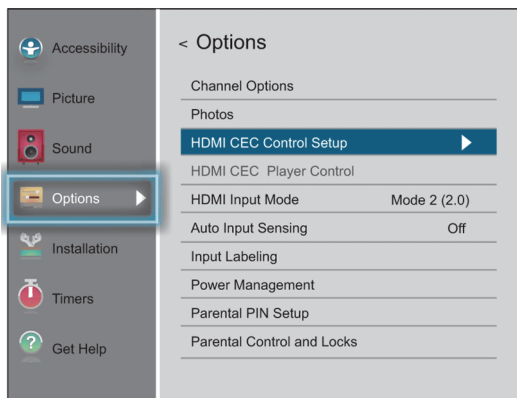 Accessibility
Picture
Sound
Options
Installation
Timers
Get Help
< Options
Channel Options
Photos
HDMI CEC Control Setup
HDMI CEC Player Control
HDMI Input Mode Mode 2 (2.0)
Auto Input Sensing Off
Input Labeling
Power Management
Parental PIN Setup
Parental Control and Locks